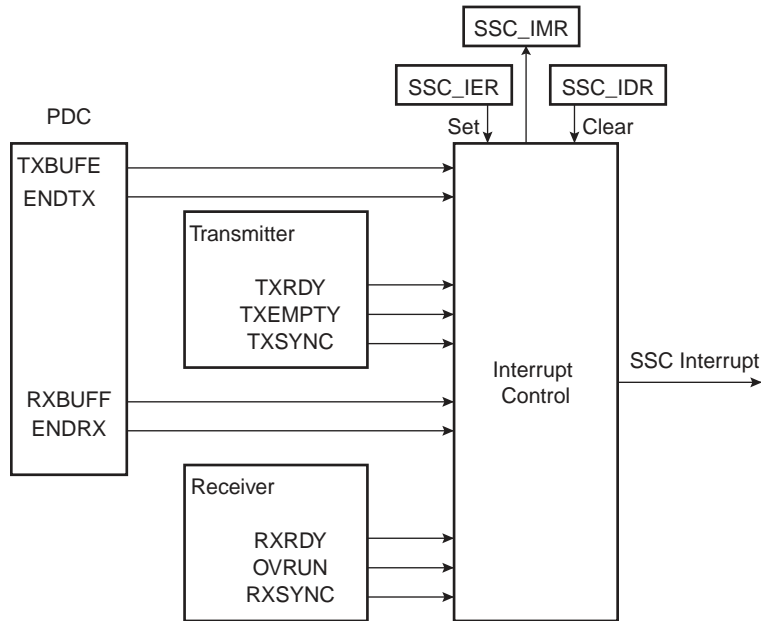 SSC_IMR
SSC_IER
SSC_IDR
PDC
Set
Clear
TXBUFE
ENDTX
Transmitter
TXRDY
TXEMPTY
TXSYNC
RXBUFF
ENDRX
Interrupt
Control
SSC Interrupt
Receiver
RXRDY
OVRUN
RXSYNC